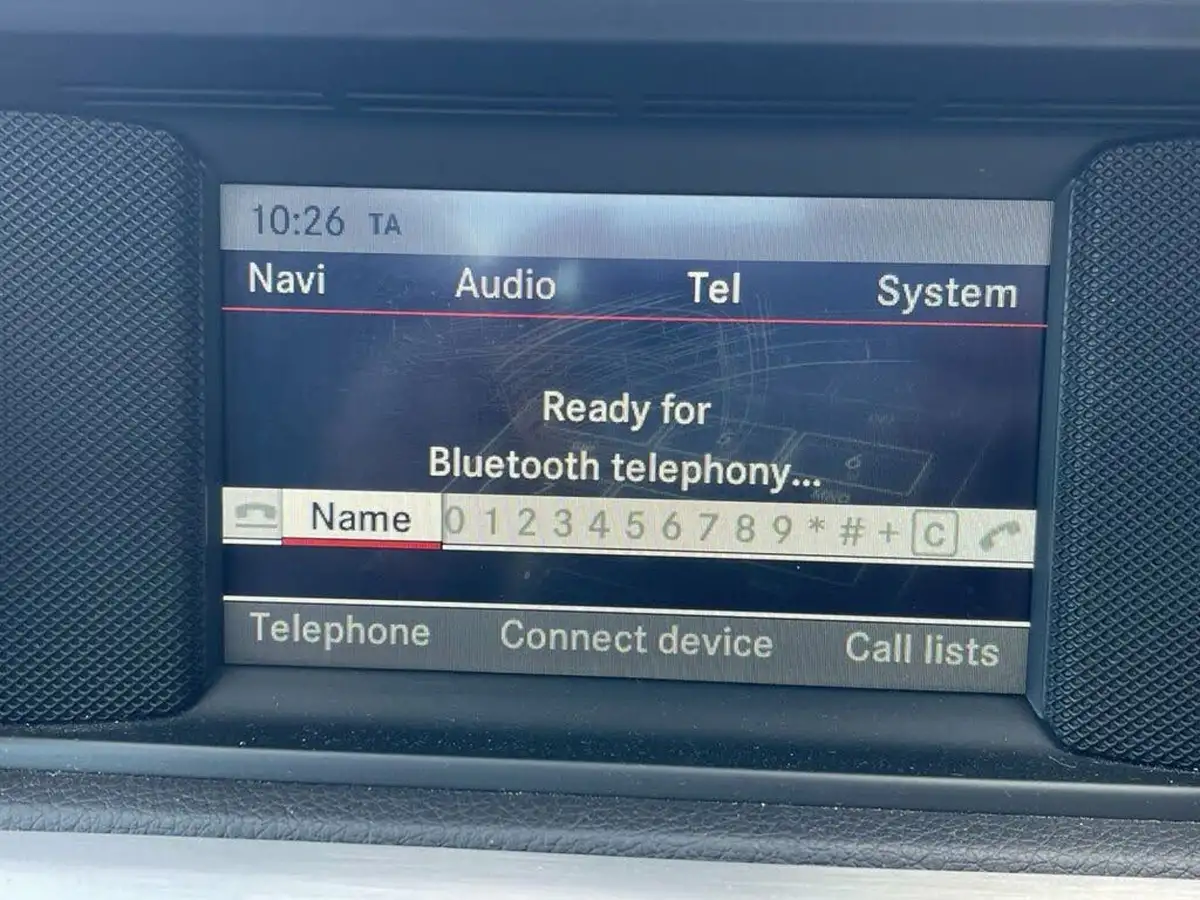 10:26 TA
Navi Audio Tel System
Ready for
Bluetooth telephony...
Name 0 1 2 3 4 5 6 7 8 9 * # + C
Telephone Connect device Call lists